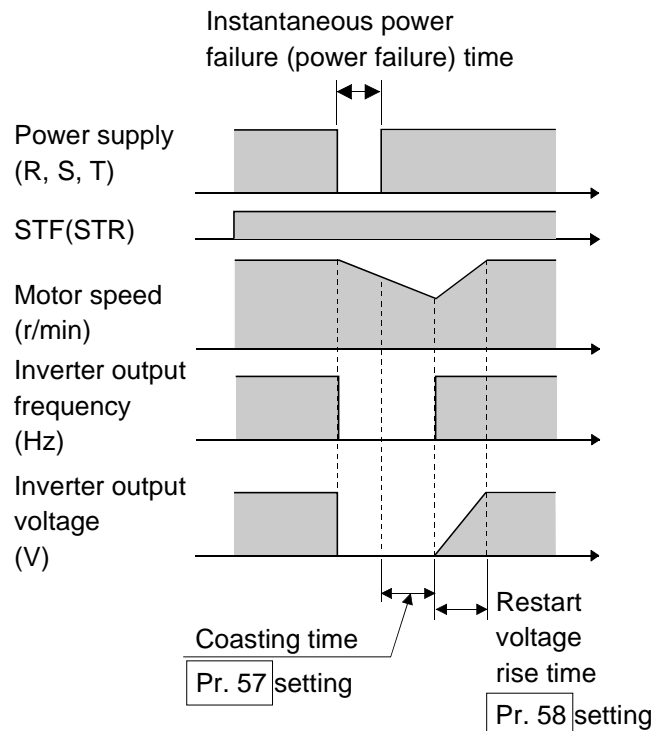 Instantaneous power
failure (power failure) time
Power supply
(R, S, T)
STF(STR)
Motor speed
(r/min)
Inverter output
frequency
(Hz)
Inverter output
voltage
(V)
Coasting time
Pr. 57 setting
Restart
voltage
rise time
Pr. 58 setting